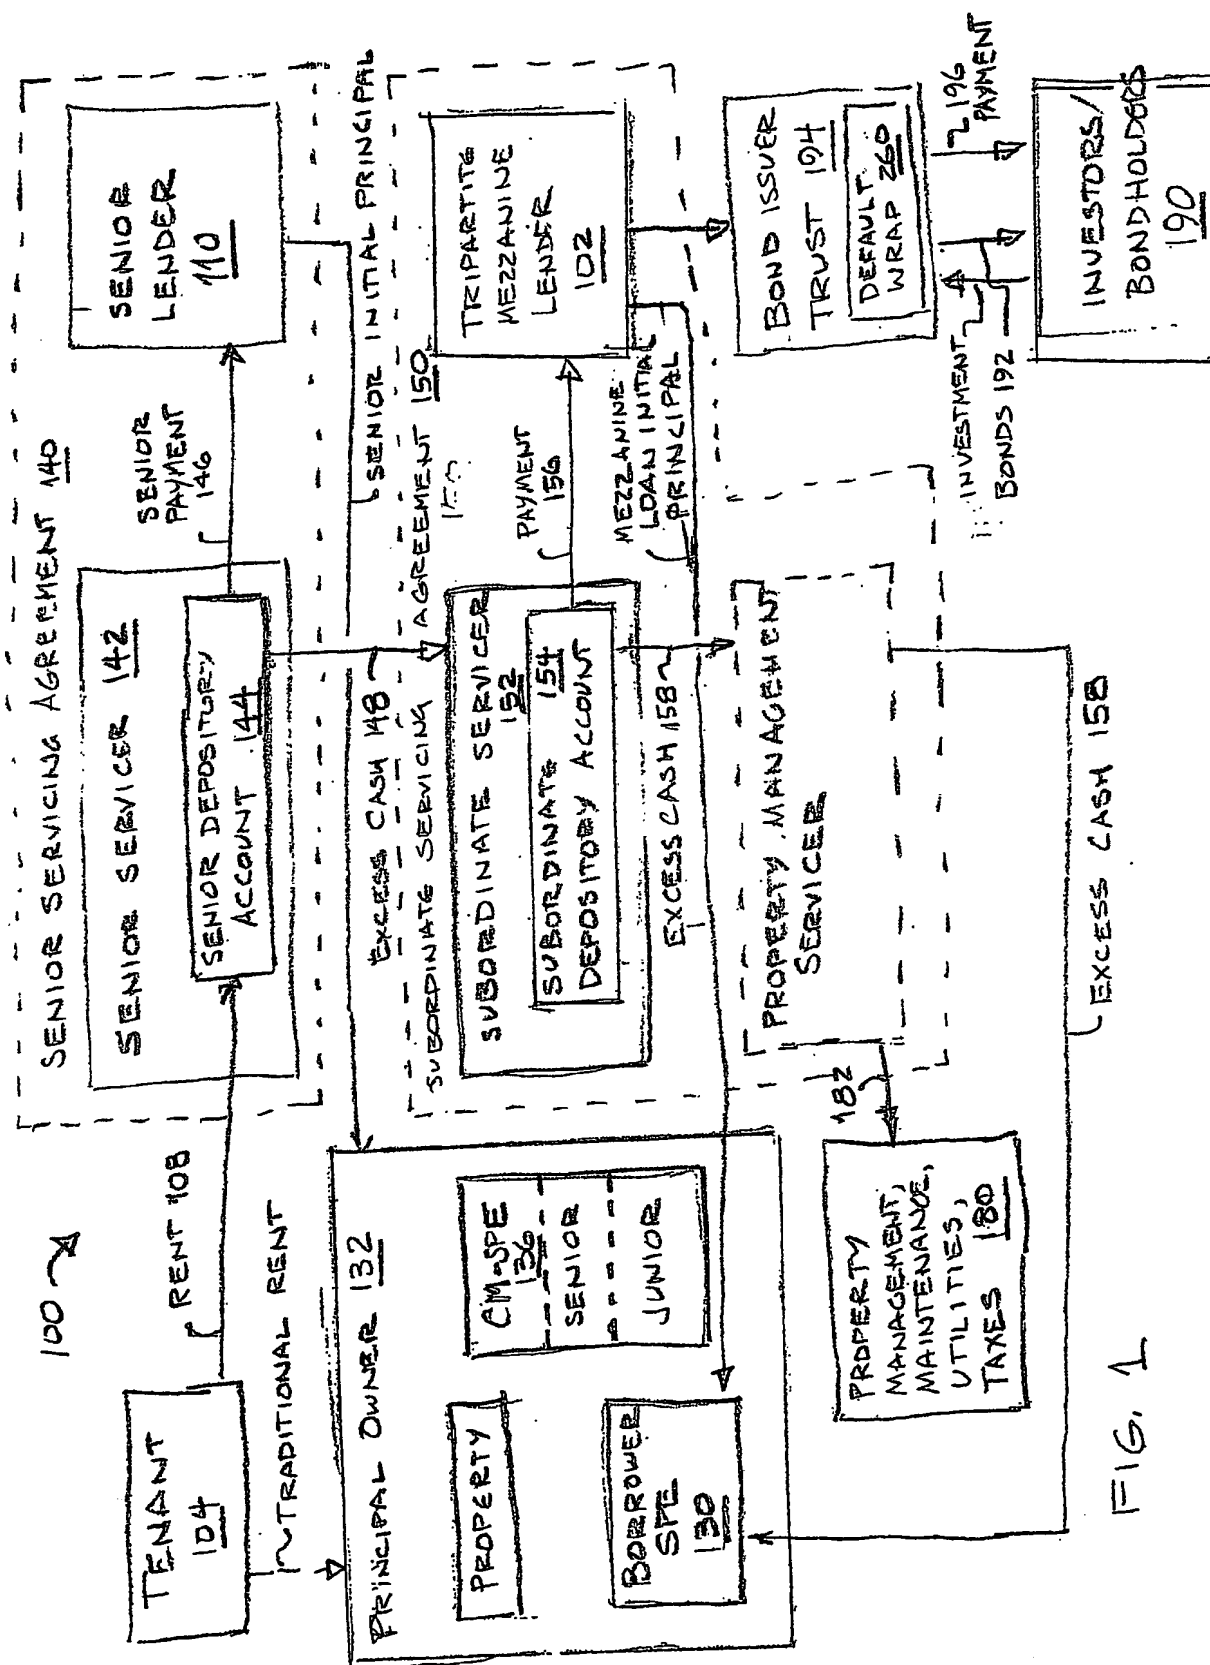 100
TENANT
104
RENT 108
TRADITIONAL RENT
SENIOR SERVICING AGREEMENT 140
SENIOR SERVICER 142
SENIOR DEPOSITORY
ACCOUNT 144
SENIOR
PAYMENT
146
SENIOR
LENDER
110
SENIOR INITIAL PRINCIPAL
EXCESS CASH 148
PRINCIPAL OWNER 132
PROPERTY
CM-SPE
136
SENIOR
JUNIOR
BORROWER
SPE
130
SUBORDINATE SERVICING AGREEMENT 150
SUBORDINATE SERVICER
152
SUBORDINATE 154
DEPOSITORY ACCOUNT
PAYMENT
156
TRIPARTITE
MEZZANINE
LENDER
102
MEZZANINE
LOAN INITIAL
PRINCIPAL
EXCESS CASH 158
PROPERTY MANAGEMENT
SERVICER
182
PROPERTY
MANAGEMENT,
MAINTENANCE,
UTILITIES,
TAXES 180
BOND ISSUER
TRUST 194
DEFAULT
WRAP 260
INVESTMENT
BONDS 192
196
PAYMENT
INVESTORS/
BONDHOLDERS
190
EXCESS CASH 158
FIG. 1